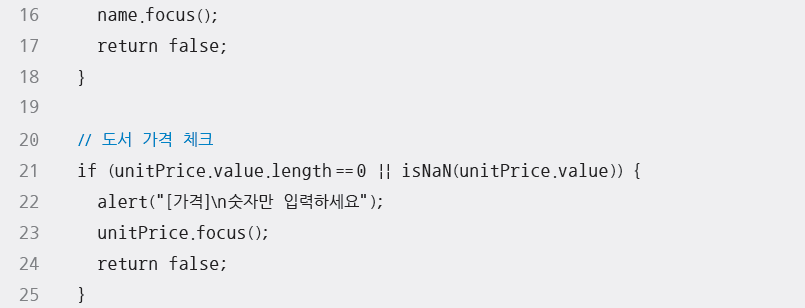 16 name.focus();
17 return false;
18 }
19
20 // 도서 가격 체크
21 if (unitPrice.value.length==0 || isNaN(unitPrice.value)) {
22 alert("[가격]\n숫자만 입력하세요");
23 unitPrice.focus();
24 return false;
25 }